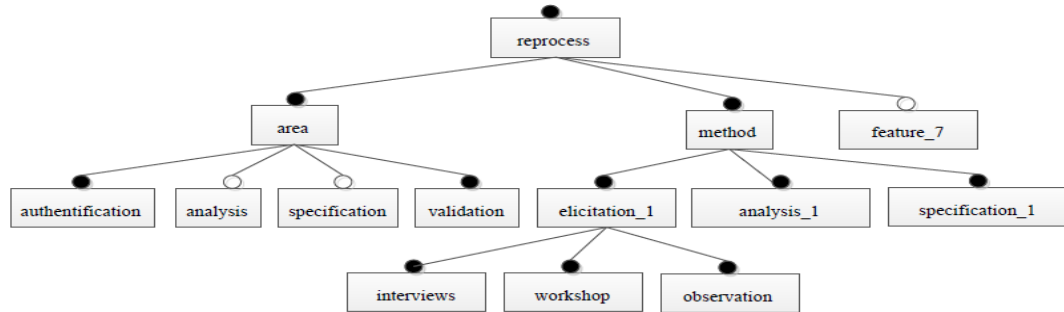 reprocess
area
method
feature_7
authentification
analysis
specification
validation
elicitation_1
analysis_1
specification_1
interviews
workshop
observation